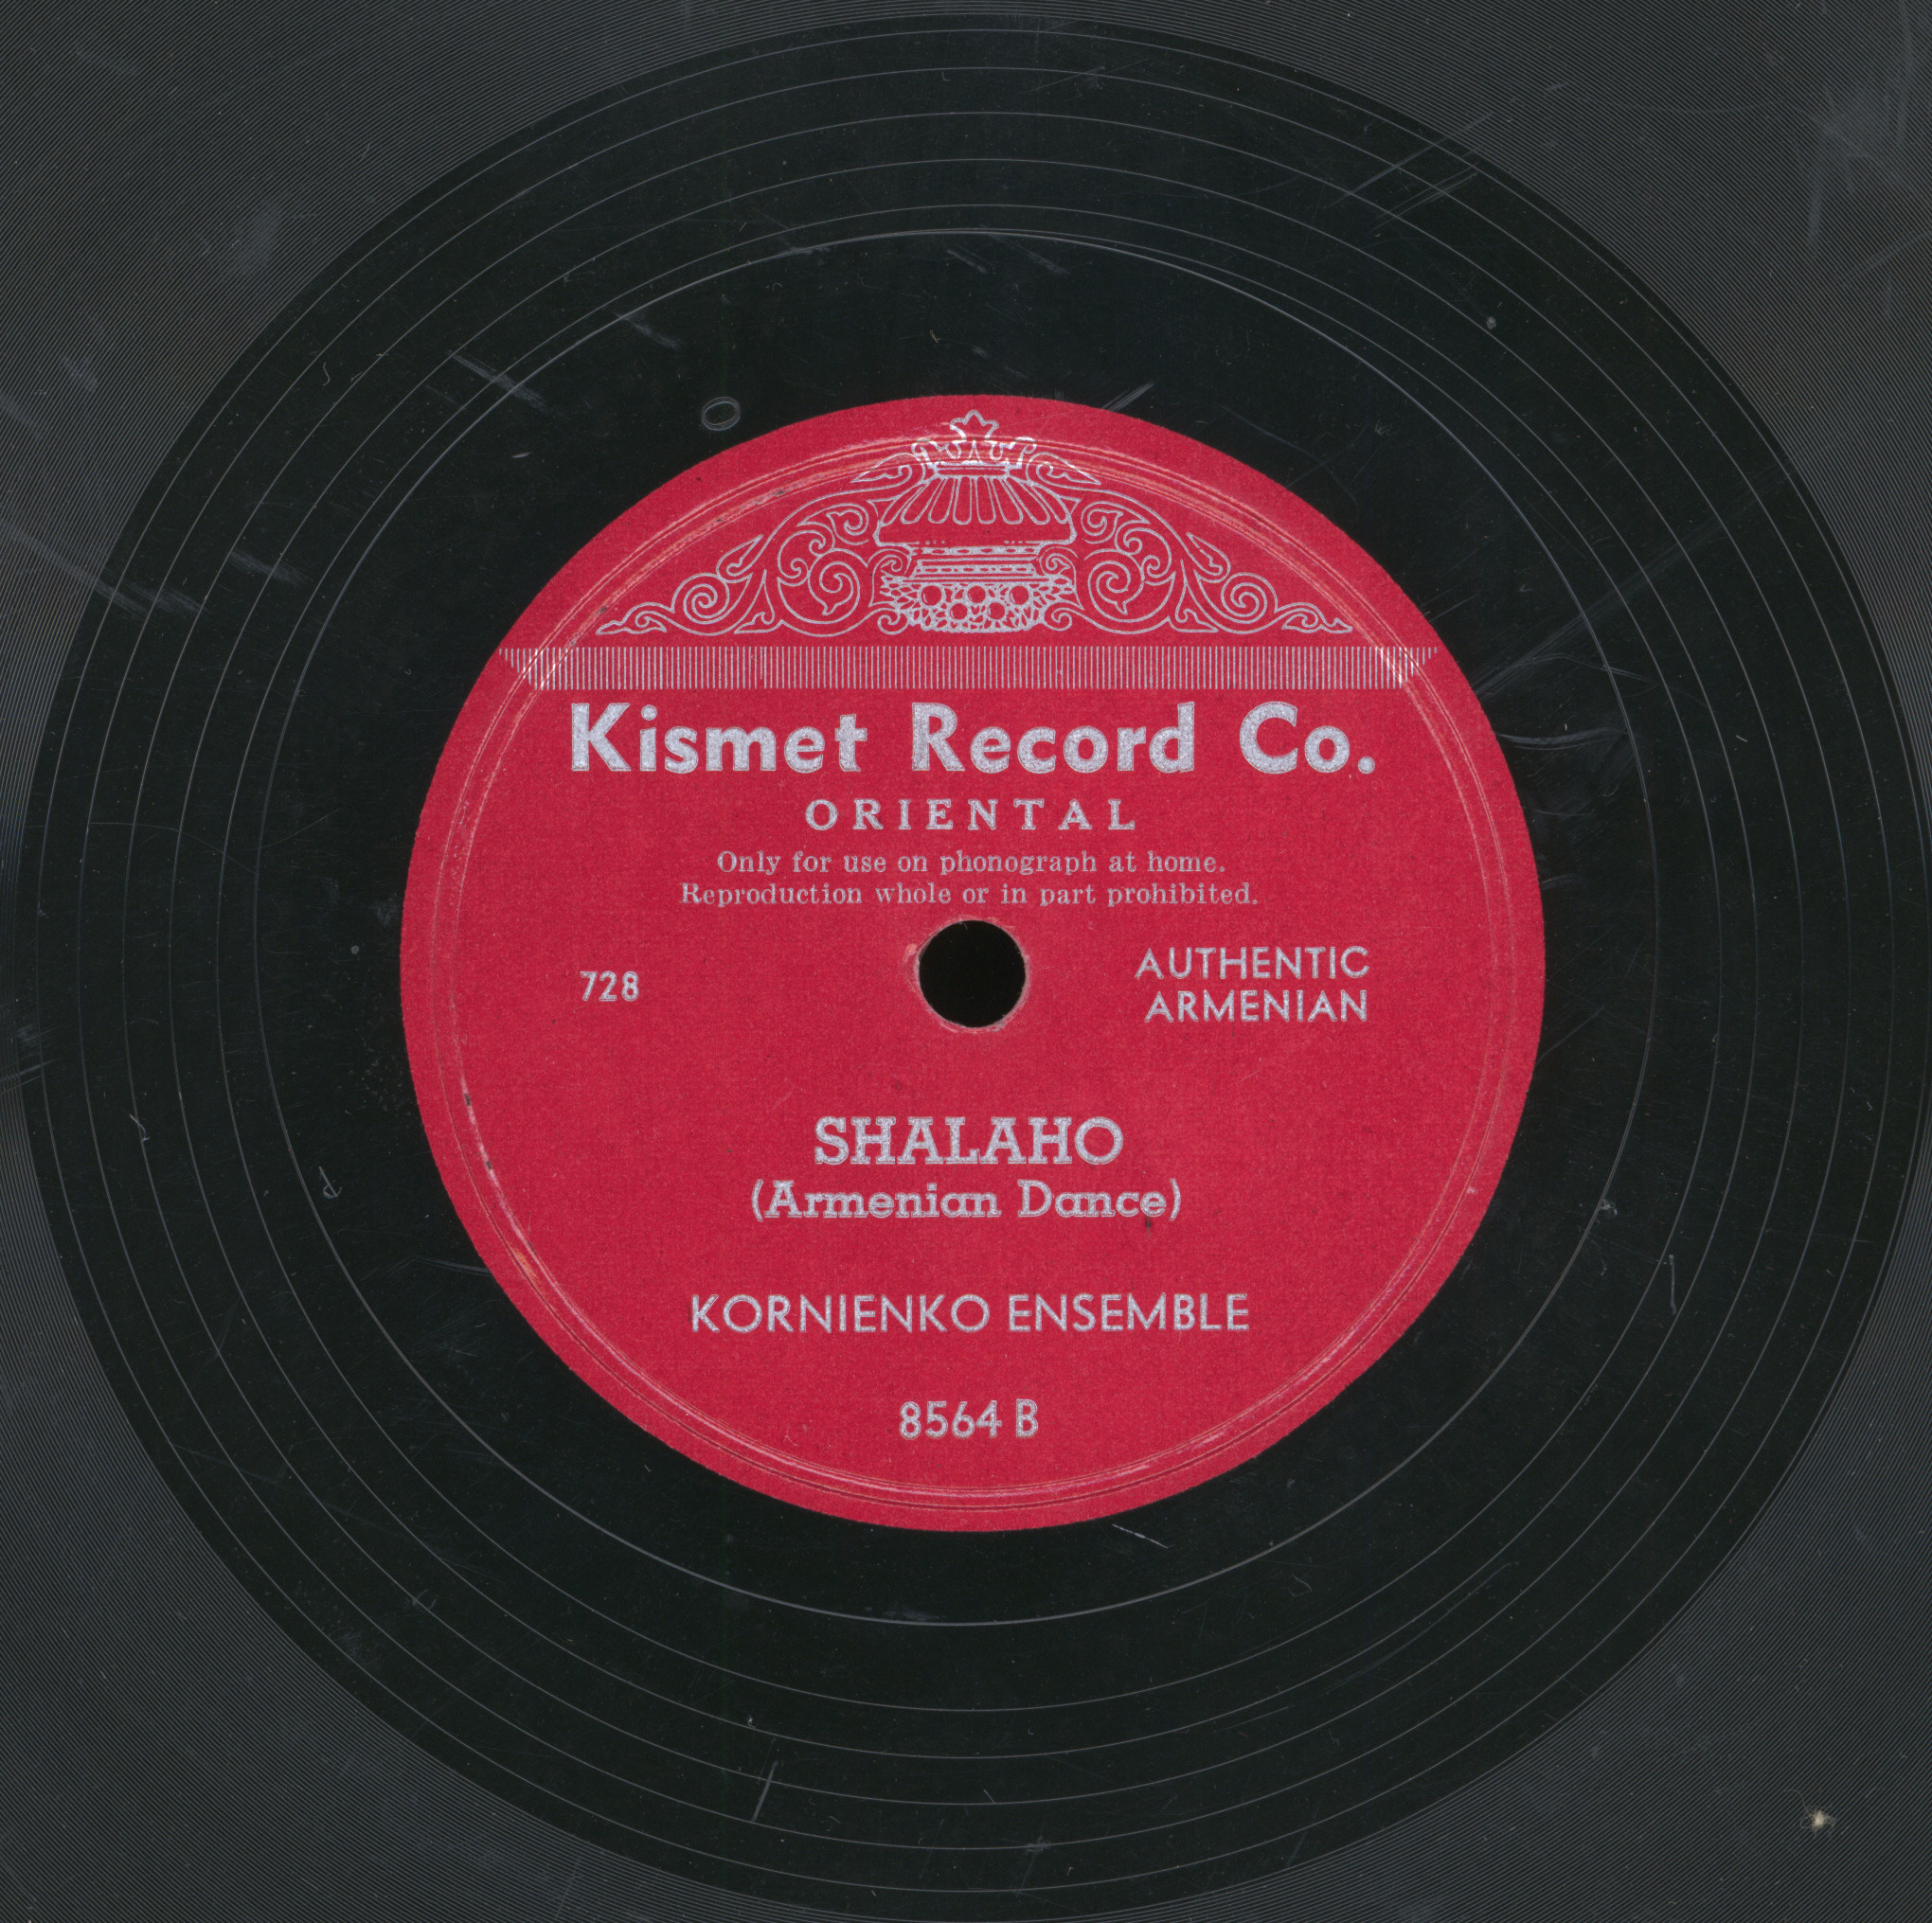 Kismet Record Co.
ORIENTAL
Only for use on phonograph at home.
Reproduction whole or in part prohibited.
728
AUTHENTIC
ARMENIAN
SHALAHO
(Armenian Dance)
KORNIENKO ENSEMBLE
8564 B